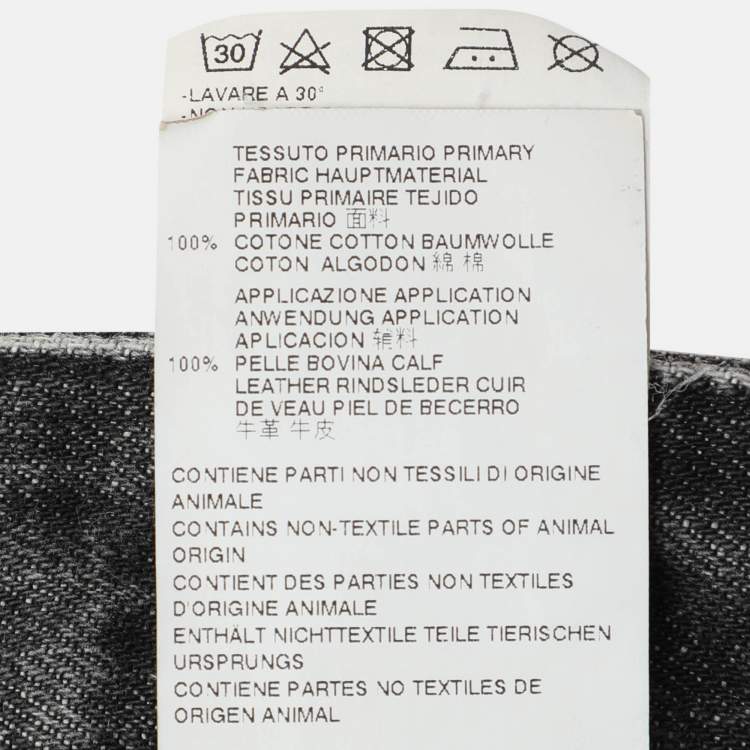 30
-LAVARE A 30°
TESSUTO PRIMARIO PRIMARY
FABRIC HAUPTMATERIAL
TISSU PRIMAIRE TEJIDO
PRIMARIO 面料
100% COTONE COTTON BAUMWOLLE
COTON ALGODON 綿 棉
APPLICAZIONE APPLICATION
ANWENDUNG APPLICATION
APLICACION 辅料
100% PELLE BOVINA CALF
LEATHER RINDSLEDER CUIR
DE VEAU PIEL DE BECERRO
牛革 牛皮
CONTIENE PARTI NON TESSILI DI ORIGINE
ANIMALE
CONTAINS NON-TEXTILE PARTS OF ANIMAL
ORIGIN
CONTIENT DES PARTIES NON TEXTILES
D'ORIGINE ANIMALE
ENTHÄLT NICHTTEXTILE TEILE TIERISCHEN
URSPRUNGS
CONTIENE PARTES NO TEXTILES DE
ORIGEN ANIMAL